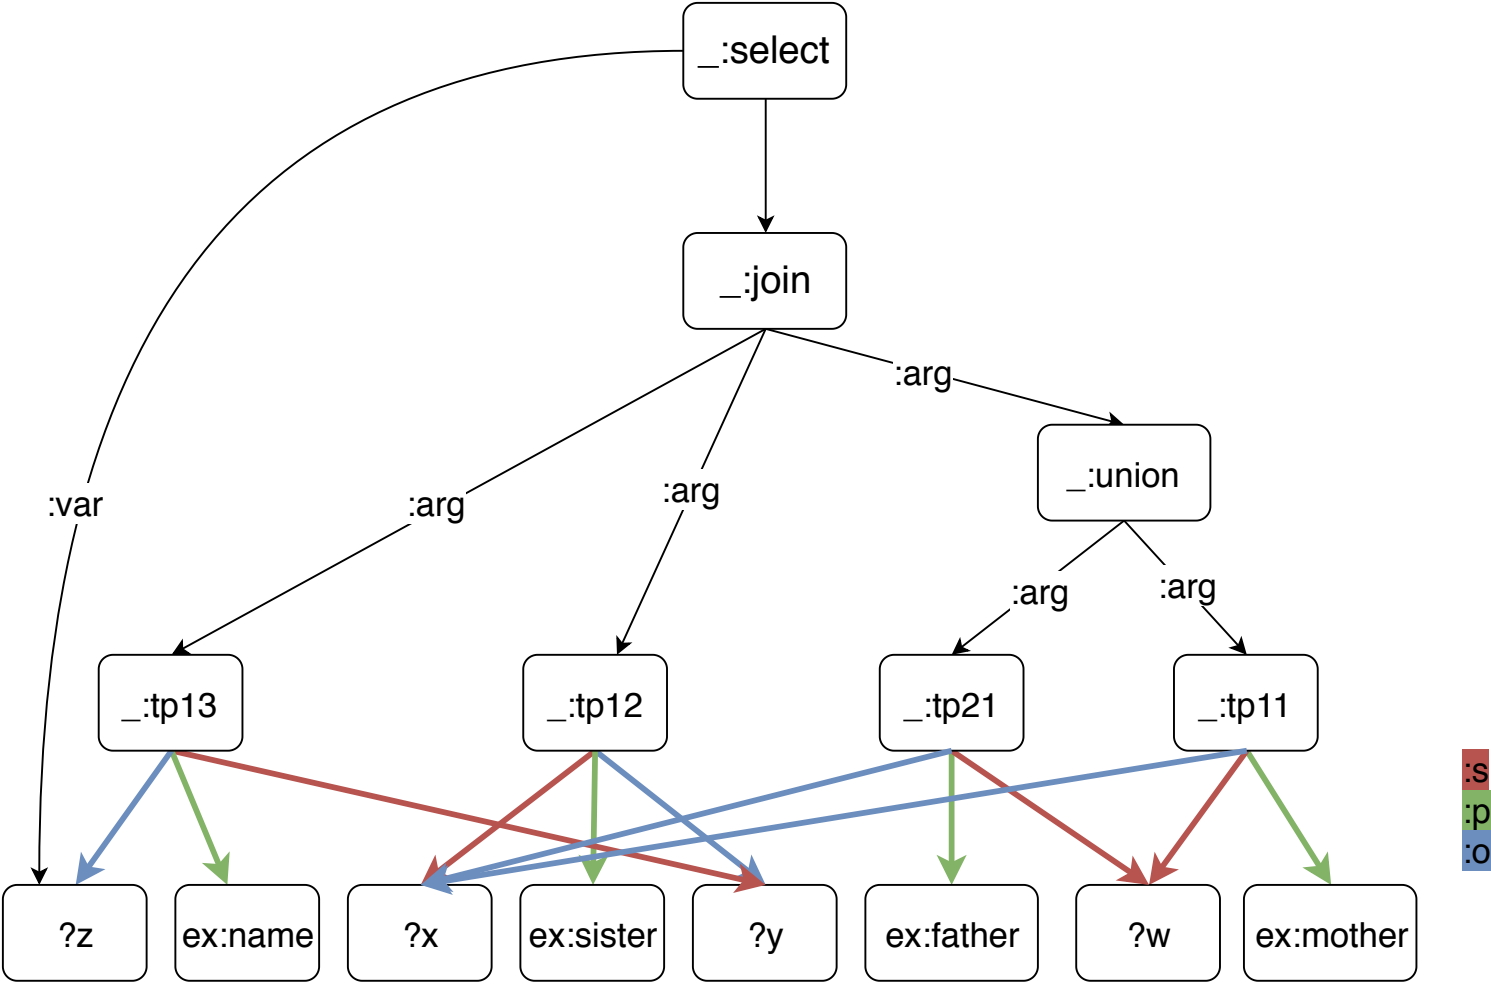 _:select
_:join
:arg
_:union
:var
:arg
:arg
:arg
:arg
_:tp13
_:tp12
_:tp21
_:tp11
:s
:p
:o
?z
ex:name
?x
ex:sister
?y
ex:father
?w
ex:mother